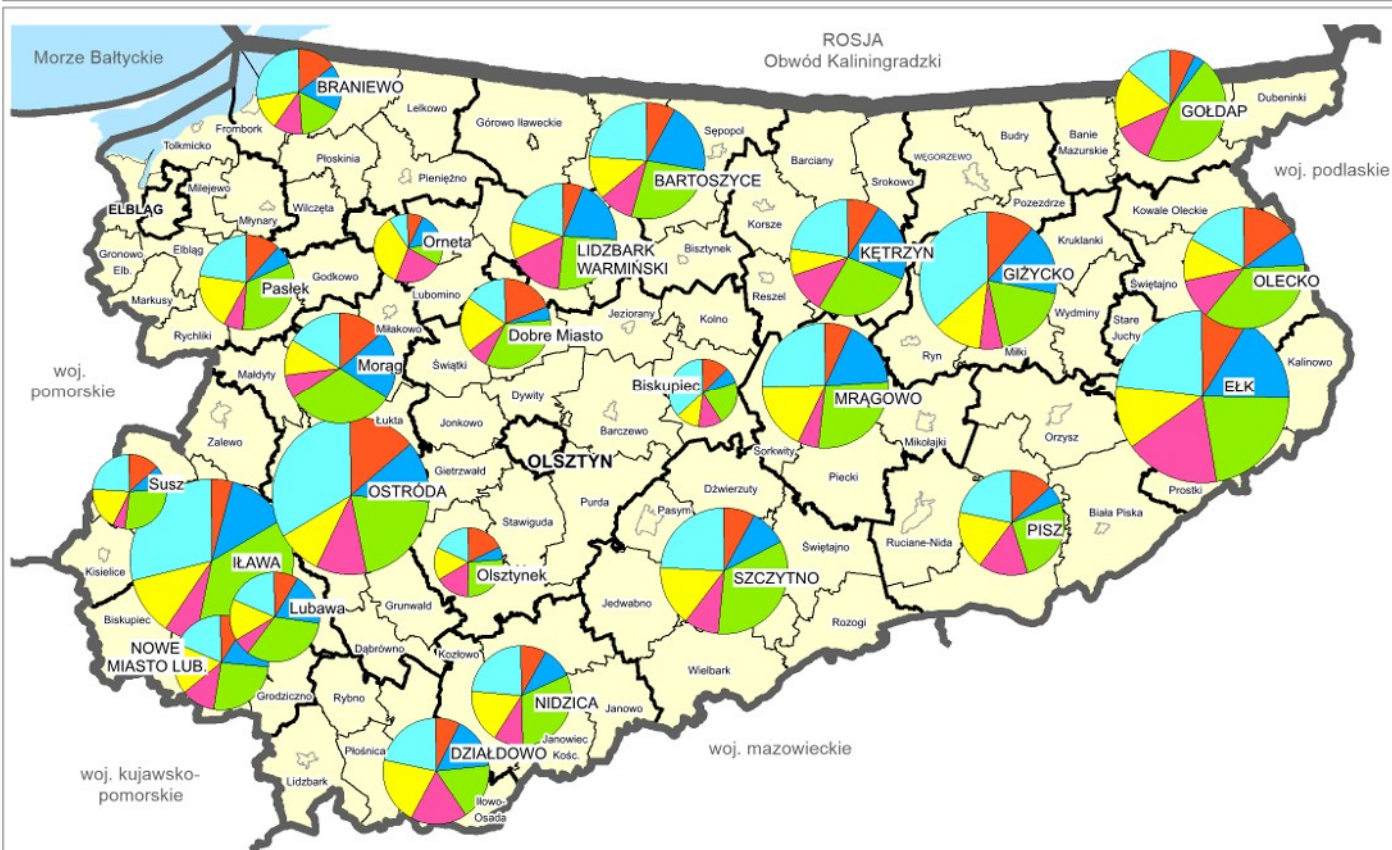 ROSJA
Obwód Kaliningradzki
Morze Bałtyckie
BRANIEWO
Lelkowo
Frombork
Tolkmicko
Płoskinia
Górowo Iławeckie
Sępopol
BARTOSZYCE
Barciany
Srokowo
WĘGORZEWO
Budry
Banie
Mazurskie
GOŁDAP
Dubeninki
woj. podlaskie
Milejewo
ELBLĄG
Młynary
Wilczęta
Pieniężno
Orneta
LIDZBARK
WARMIŃSKI
Bisztynek
Korsze
KĘTRZYN
Pozezdrze
Kruklanki
Kowale Oleckie
GIŻYCKO
OLECKO
Świętajno
Gronowo
Elb.
Elbląg
Pasłęk
Godkowo
Lubomino
Markusy
Rychliki
Miłakowo
Dobre Miasto
Jeziorany
Kolno
Reszel
Ryn
Miłki
Wydminy
Stare
Juchy
Kalinowo
EŁK
woj.
pomorskie
Małdyty
Morąg
Świątki
Dywity
Biskupiec
MRĄGOWO
Mikołajki
Orzysz
Zalewo
Łukta
Jonkowo
Barczewo
OLSZTYN
Sorkwity
Piecki
Prostki
Susz
OSTRÓDA
Gietrzwałd
Purda
Dźwierzuty
Pasym
Stawiguda
Świętajno
Ruciane-Nida
PISZ
Biała Piska
Kisielice
IŁAWA
Olsztynek
SZCZYTNO
Jedwabno
Biskupiec
Lubawa
Grunwald
Rozogi
NOWE
MIASTO LUB.
Dąbrówno
Kozłowo
Wielbark
Grodziczno
Rybno
NIDZICA
Janowo
Janowiec
Kośc.
Płośnica
DZIAŁDOWO
Lidzbark
Iłowo-
Osada
woj. mazowieckie
woj. kujawsko-
pomorskie